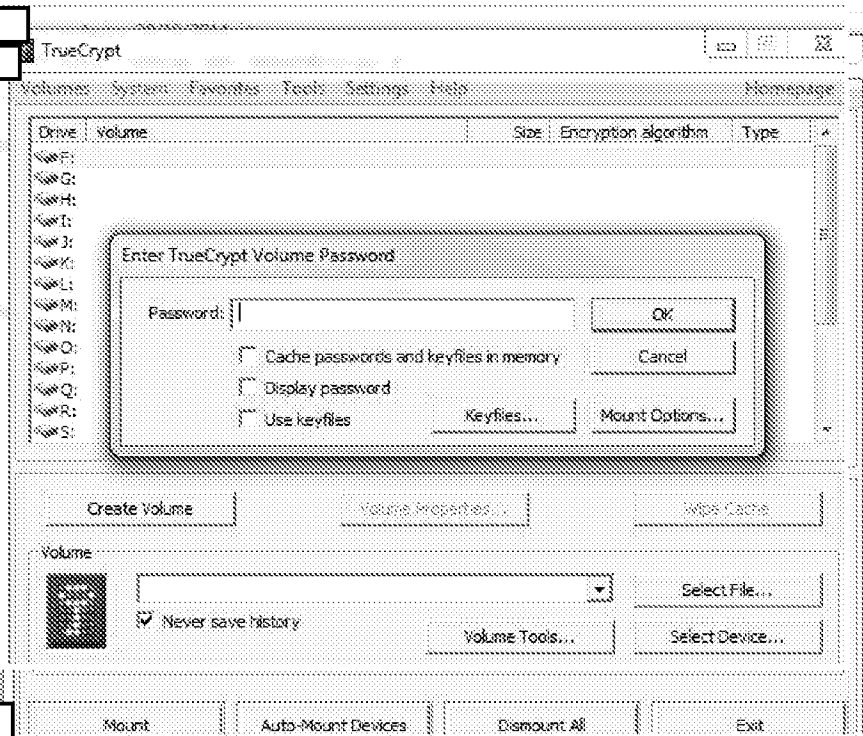 TrueCrypt
Volumes System Favorites Tools Settings Help Homepage
Drive Volume Size Encryption algorithm Type
F:
G:
H:
I:
J:
K:
L:
M:
N:
O:
P:
Q:
R:
S:
Enter TrueCrypt Volume Password
Password: OK
Cache passwords and keyfiles in memory Cancel
Display password
Use keyfiles Keyfiles... Mount Options...
Create Volume Volume Properties... Wipe Cache
Volume
Select File...
Never save history
Volume Tools... Select Device...
Mount Auto-Mount Devices Dismount All Exit